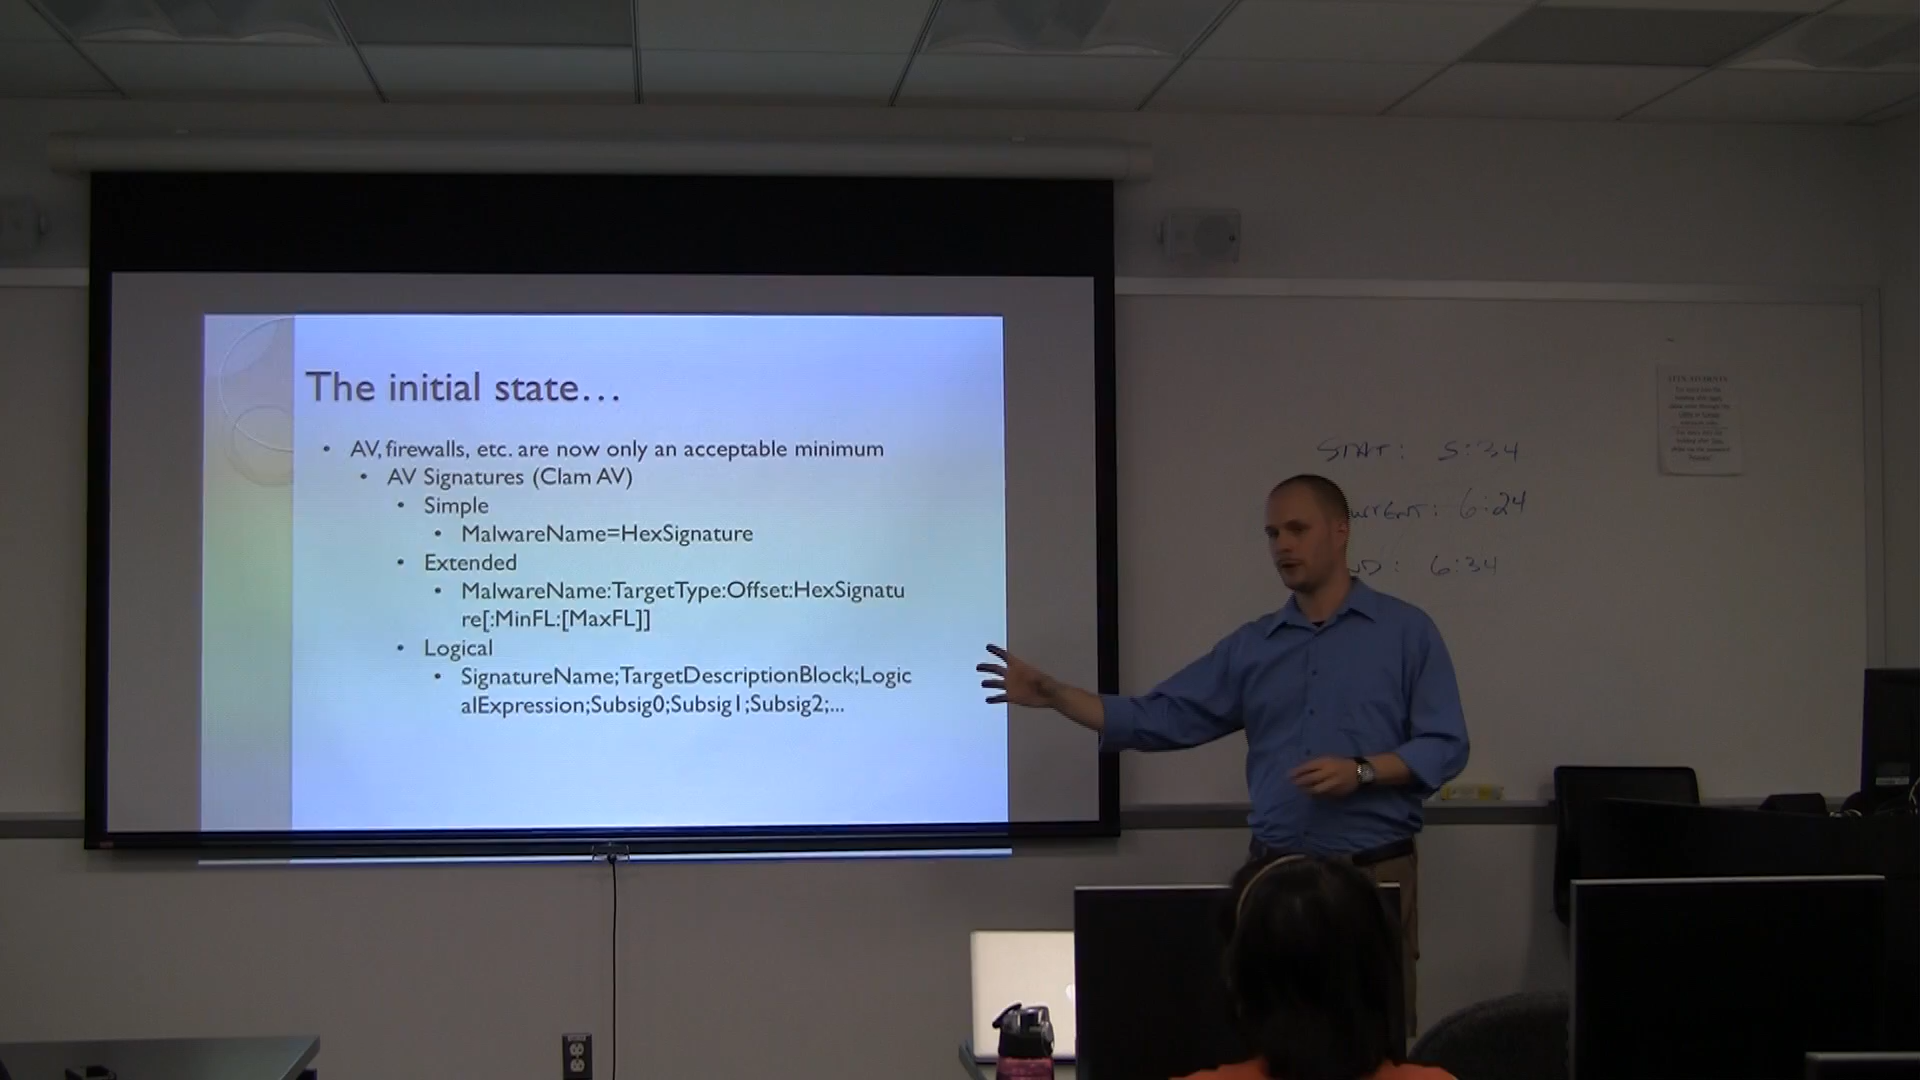 The initial state…
• AV, firewalls, etc. are now only an acceptable minimum
• AV Signatures (Clam AV)
• Simple
• MalwareName=HexSignature
• Extended
• MalwareName:TargetType:Offset:HexSignatu
re[:MinFL:[MaxFL]]
• Logical
• SignatureName;TargetDescriptionBlock;Logic
alExpression;Subsig0;Subsig1;Subsig2;...
START: 5:34
6:24
6:34